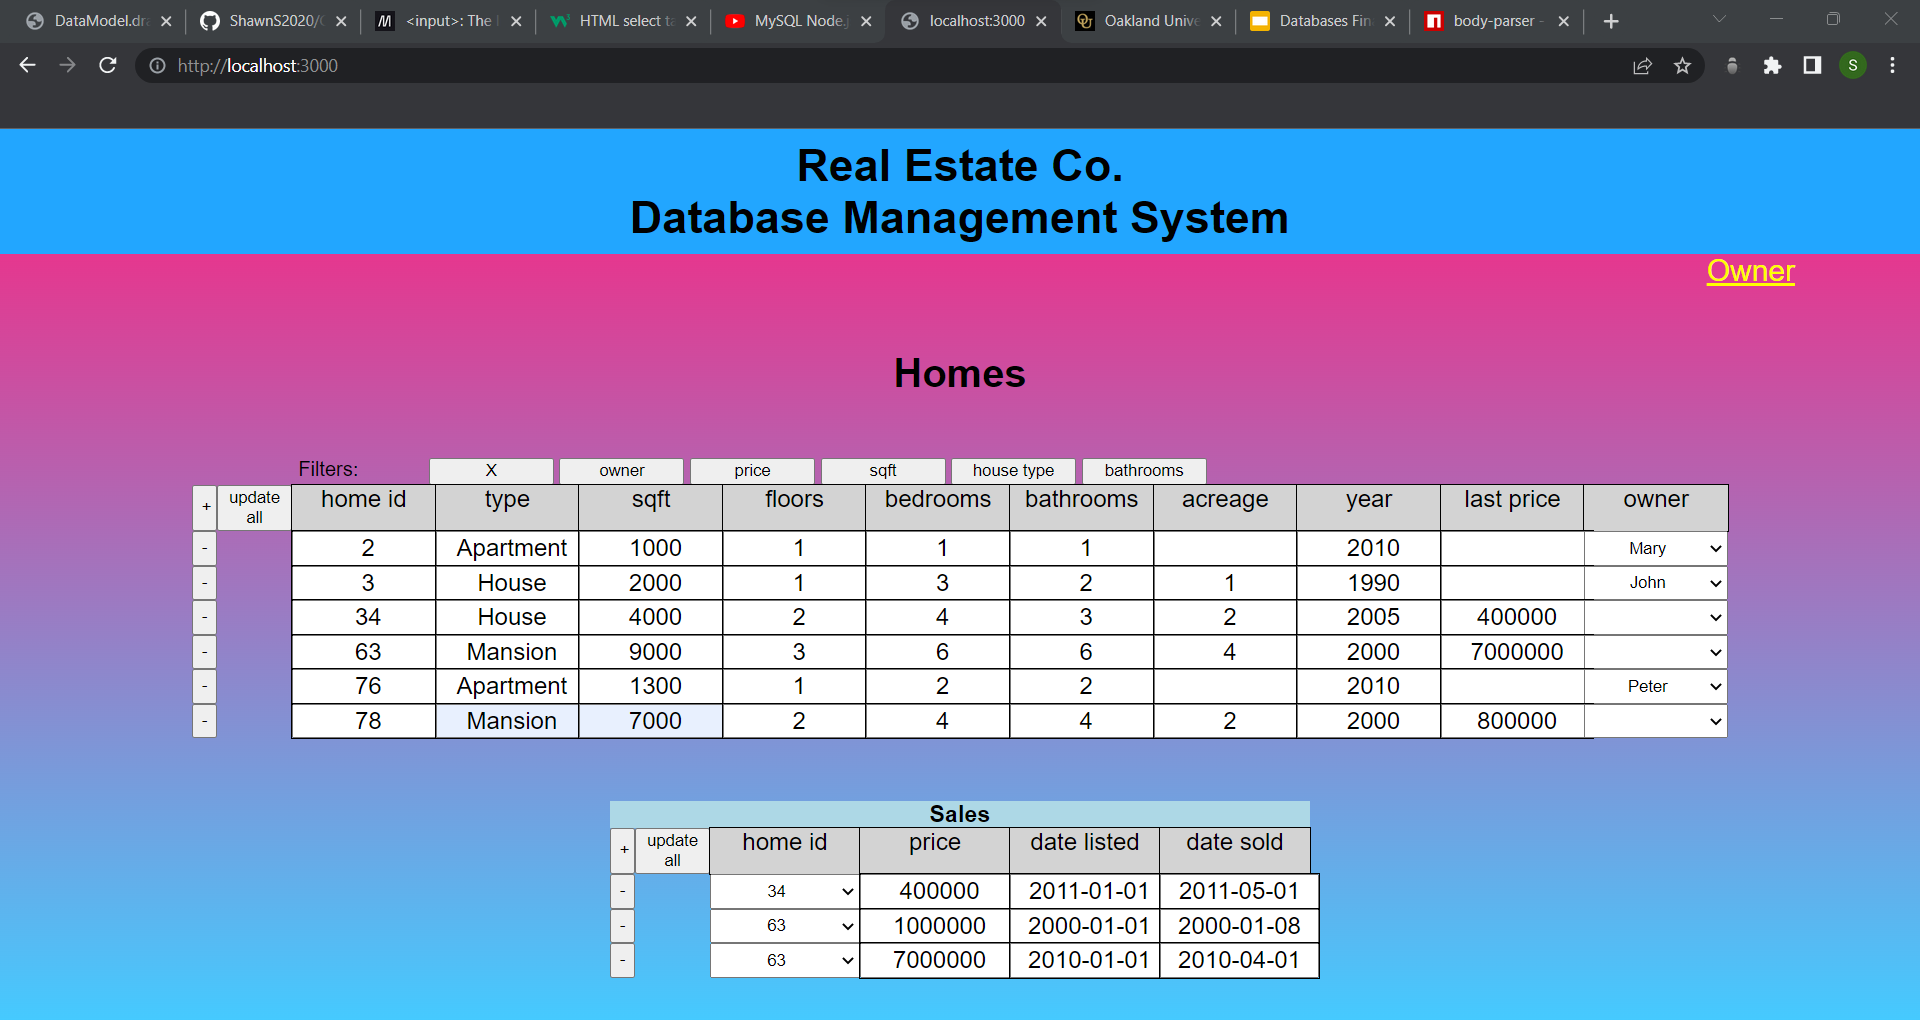 DataModel.dr
ShawnS2020/
<input>: The
HTML select ta
MySQL Node.j
localhost:3000
Oakland Unive
Databases Fin
body-parser -
http://localhost:3000
S
Real Estate Co.
Database Management System
Owner
Homes
Filters: X owner price sqft house type bathrooms
+ update all home id type sqft floors bedrooms bathrooms acreage year last price owner
- 2 Apartment 1000 1 1 1 2010 Mary
- 3 House 2000 1 3 2 1 1990 John
- 34 House 4000 2 4 3 2 2005 400000
- 63 Mansion 9000 3 6 6 4 2000 7000000
- 76 Apartment 1300 1 2 2 2010 Peter
- 78 Mansion 7000 2 4 4 2 2000 800000
Sales
+ update all home id price date listed date sold
- 34 400000 2011-01-01 2011-05-01
- 63 1000000 2000-01-01 2000-01-08
- 63 7000000 2010-01-01 2010-04-01